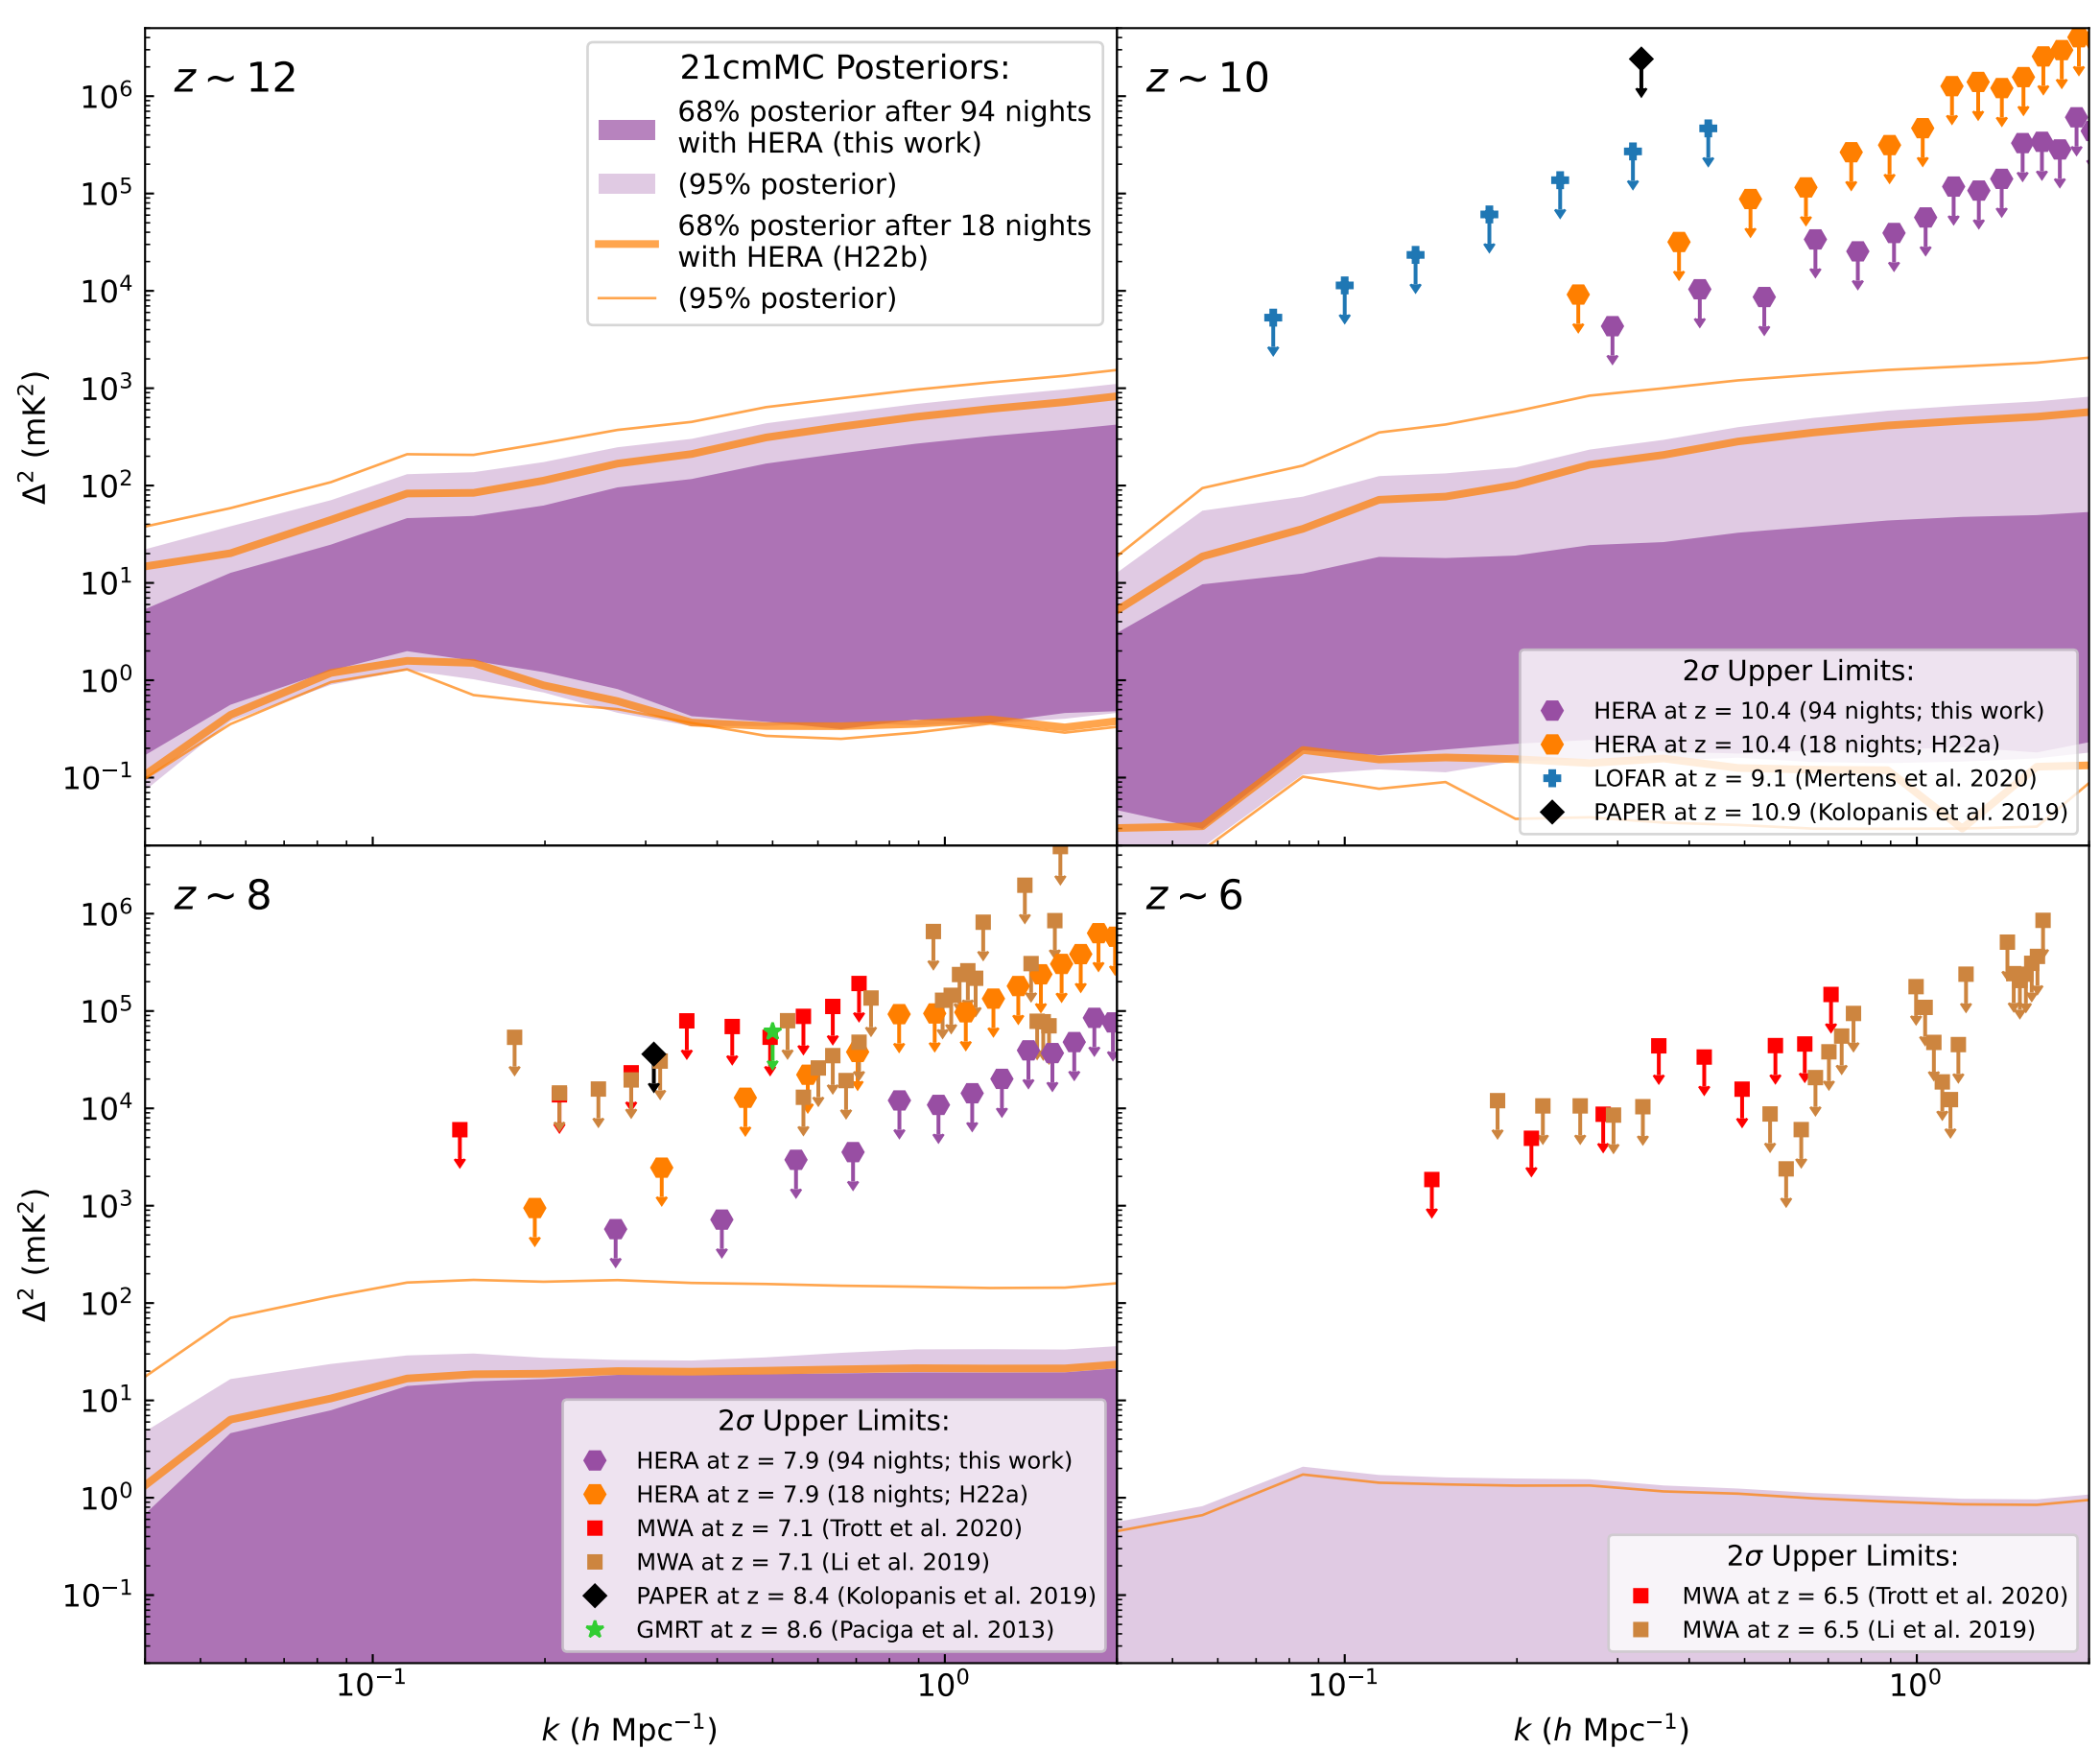 z ~ 12
21cmMC Posteriors:
68% posterior after 94 nights
with HERA (this work)
(95% posterior)
68% posterior after 18 nights
with HERA (H22b)
(95% posterior)
10⁶
10⁵
10⁴
10³
10²
10¹
10⁰
10⁻¹
Δ² (mK²)
z ~ 10
2σ Upper Limits:
HERA at z = 10.4 (94 nights; this work)
HERA at z = 10.4 (18 nights; H22a)
LOFAR at z = 9.1 (Mertens et al. 2020)
PAPER at z = 10.9 (Kolopanis et al. 2019)
z ~ 8
10⁶
10⁵
10⁴
10³
10²
10¹
10⁰
10⁻¹
Δ² (mK²)
2σ Upper Limits:
HERA at z = 7.9 (94 nights; this work)
HERA at z = 7.9 (18 nights; H22a)
MWA at z = 7.1 (Trott et al. 2020)
MWA at z = 7.1 (Li et al. 2019)
PAPER at z = 8.4 (Kolopanis et al. 2019)
GMRT at z = 8.6 (Paciga et al. 2013)
10⁻¹
10⁰
k (h Mpc⁻¹)
z ~ 6
2σ Upper Limits:
MWA at z = 6.5 (Trott et al. 2020)
MWA at z = 6.5 (Li et al. 2019)
10⁻¹
10⁰
k (h Mpc⁻¹)